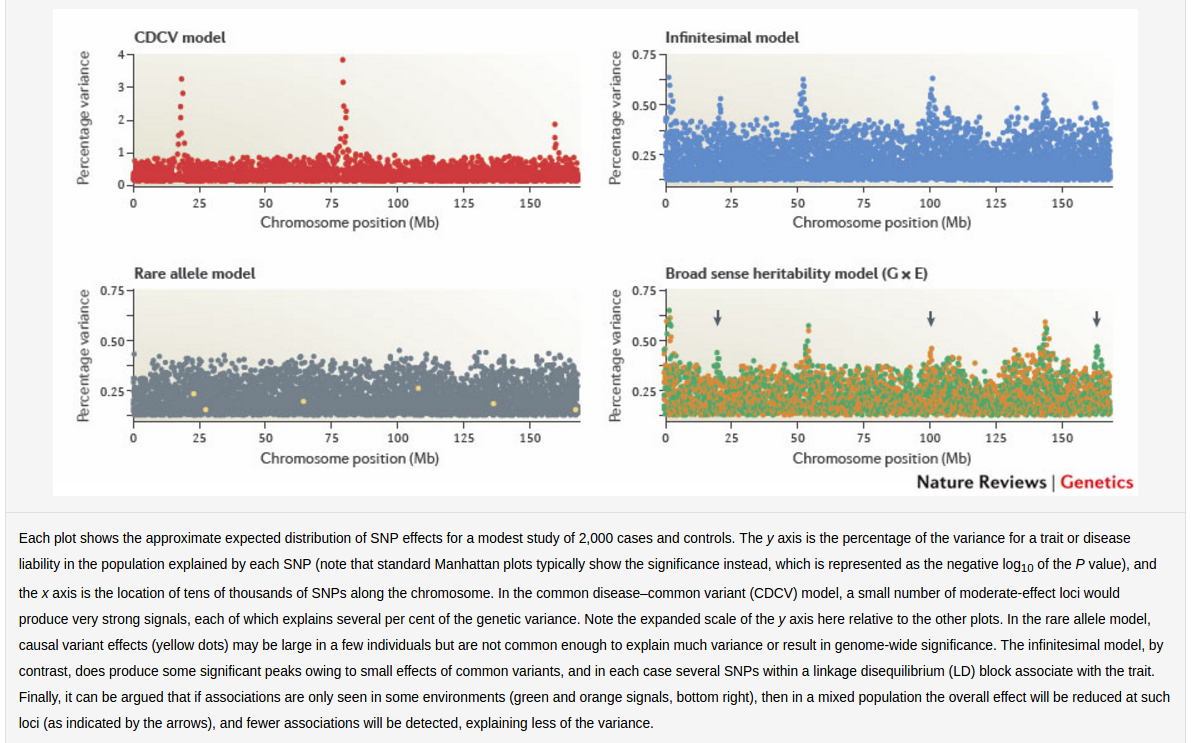 CDCV model
Percentage variance
4
3
2
1
0
0 25 50 75 100 125 150
Chromosome position (Mb)
Infinitesimal model
Percentage variance
0.75
0.50
0.25
0 25 50 75 100 125 150
Chromosome position (Mb)
Rare allele model
Percentage variance
0.75
0.50
0.25
0 25 50 75 100 125 150
Chromosome position (Mb)
Broad sense heritability model (G x E)
Percentage variance
0.75
0.50
0.25
0 25 50 75 100 125 150
Chromosome position (Mb)
Nature Reviews | Genetics
Each plot shows the approximate expected distribution of SNP effects for a modest study of 2,000 cases and controls. The y axis is the percentage of the variance for a trait or disease
liability in the population explained by each SNP (note that standard Manhattan plots typically show the significance instead, which is represented as the negative log10 of the P value), and
the x axis is the location of tens of thousands of SNPs along the chromosome. In the common disease–common variant (CDCV) model, a small number of moderate-effect loci would
produce very strong signals, each of which explains several per cent of the genetic variance. Note the expanded scale of the y axis here relative to the other plots. In the rare allele model,
causal variant effects (yellow dots) may be large in a few individuals but are not common enough to explain much variance or result in genome-wide significance. The infinitesimal model, by
contrast, does produce some significant peaks owing to small effects of common variants, and in each case several SNPs within a linkage disequilibrium (LD) block associate with the trait.
Finally, it can be argued that if associations are only seen in some environments (green and orange signals, bottom right), then in a mixed population the overall effect will be reduced at such
loci (as indicated by the arrows), and fewer associations will be detected, explaining less of the variance.